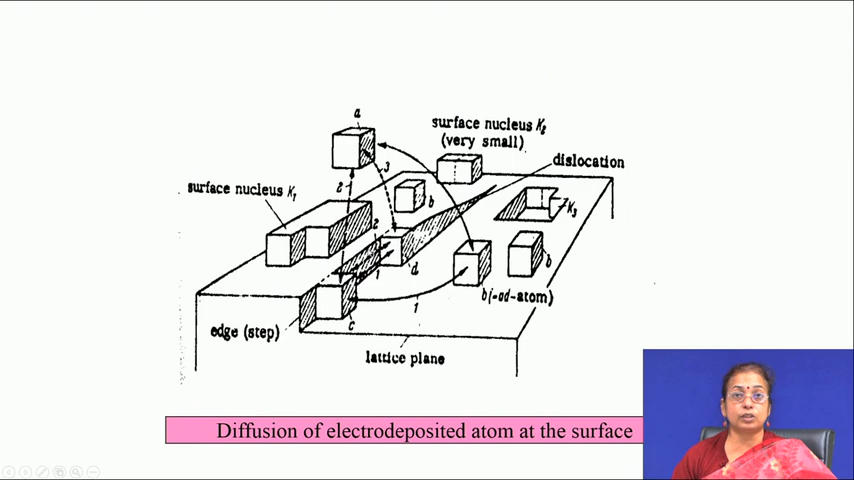 a
surface nucleus K₂
(very small)
dislocation
3
2
surface nucleus K₁
b
K₃
2
d
1
b
b(-ad-atom)
1
c
edge (step)
lattice plane
Diffusion of electrodeposited atom at the surface